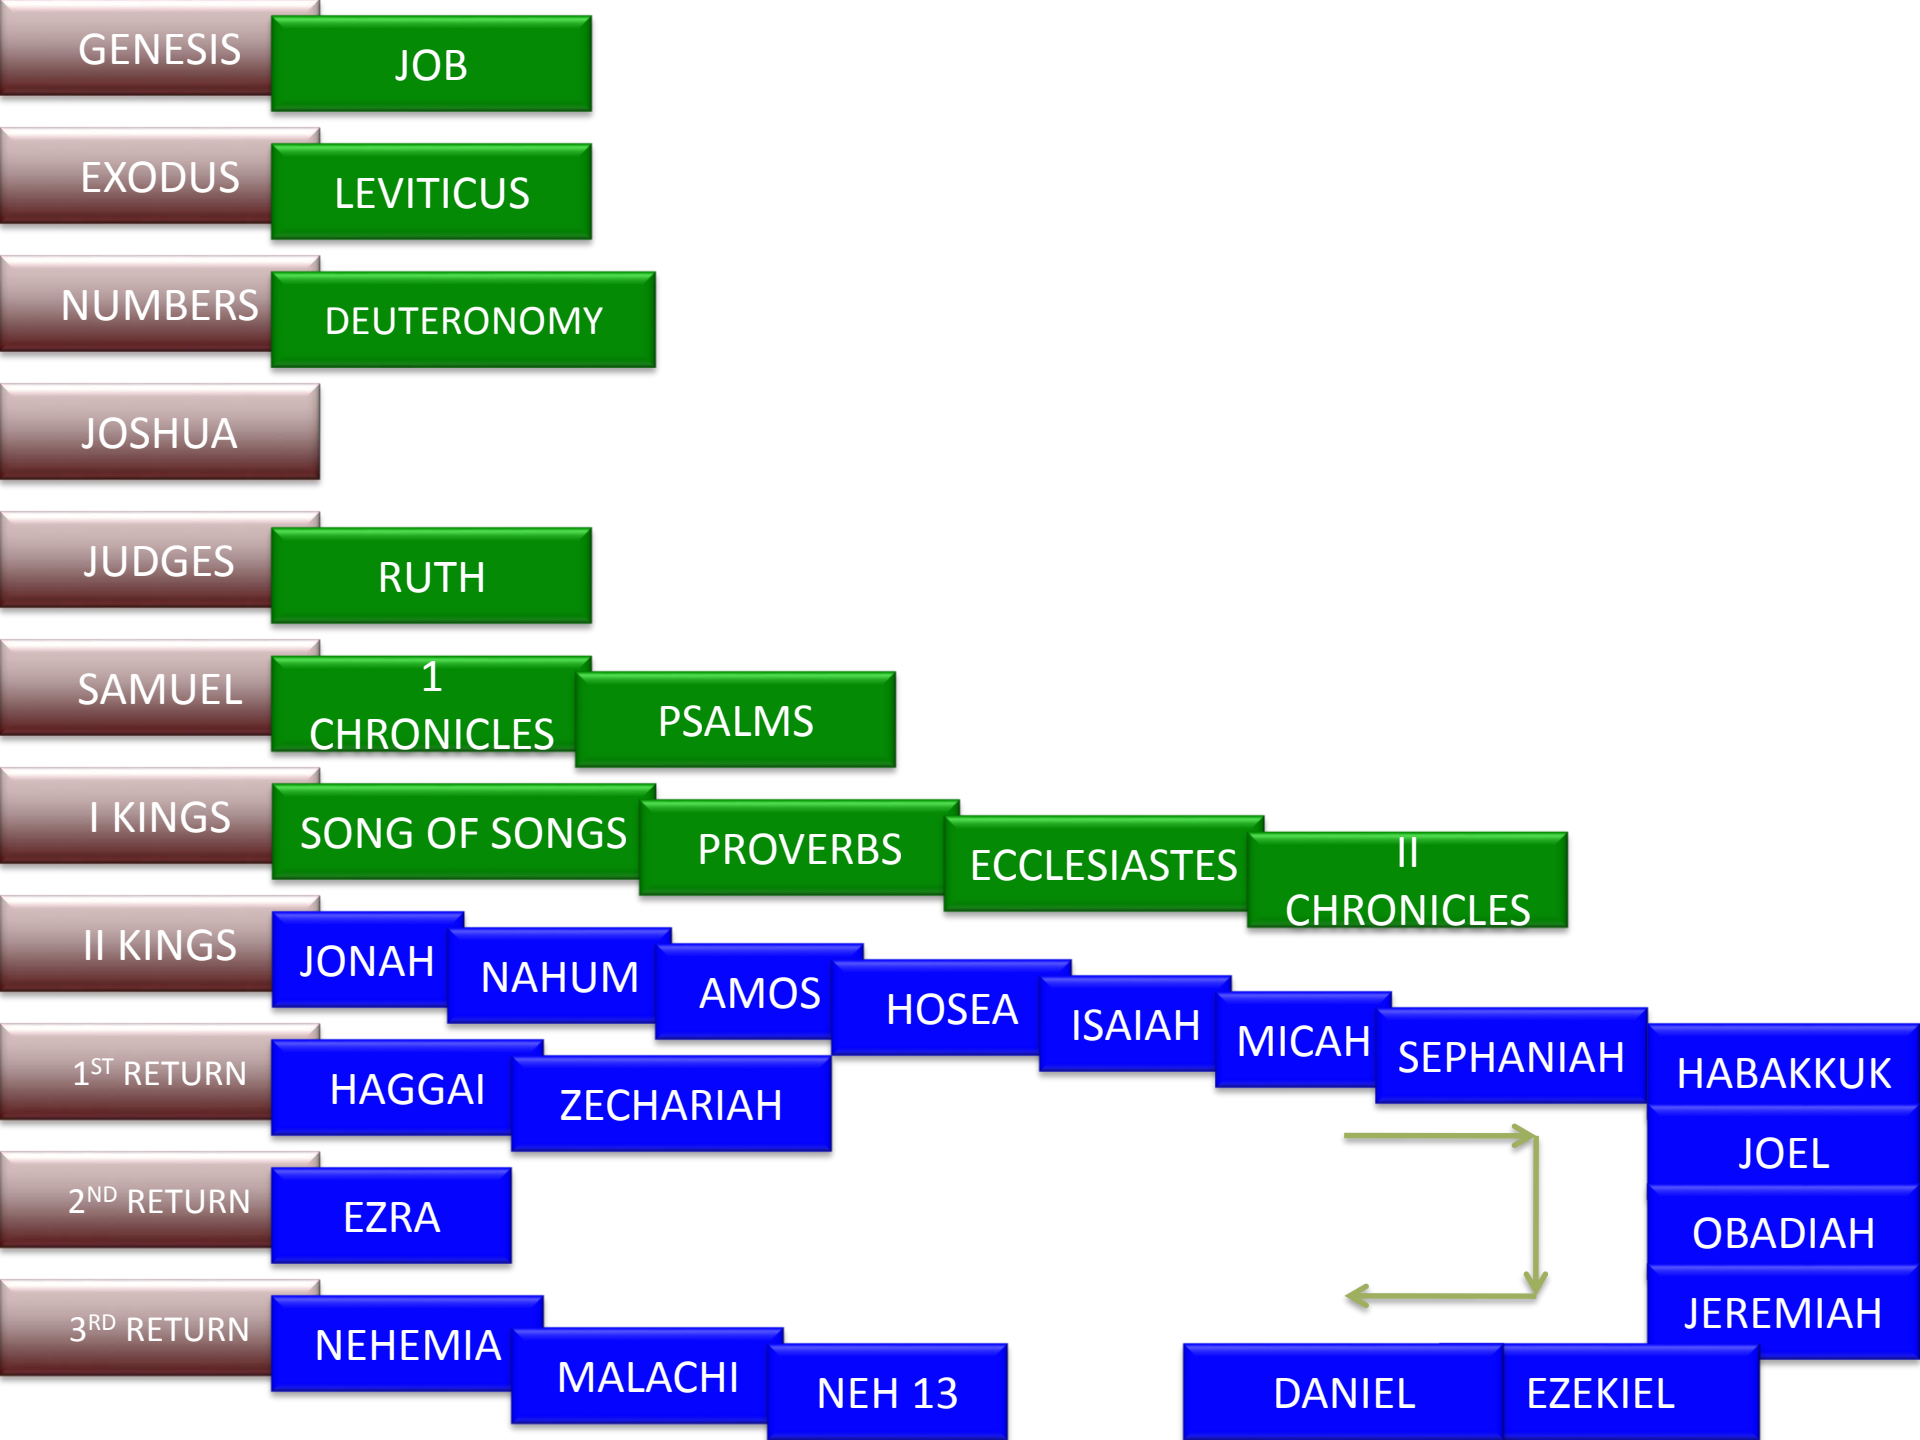 GENESIS
JOB
EXODUS
LEVITICUS
NUMBERS
DEUTERONOMY
JOSHUA
JUDGES
RUTH
SAMUEL
1
CHRONICLES
PSALMS
I KINGS
SONG OF SONGS
PROVERBS
ECCLESIASTES
II
CHRONICLES
II KINGS
JONAH
NAHUM
AMOS
HOSEA
ISAIAH
MICAH
SEPHANIAH
HABAKKUK
JOEL
OBADIAH
JEREMIAH
EZEKIEL
DANIEL
1ST RETURN
HAGGAI
ZECHARIAH
2ND RETURN
EZRA
3RD RETURN
NEHEMIA
MALACHI
NEH 13